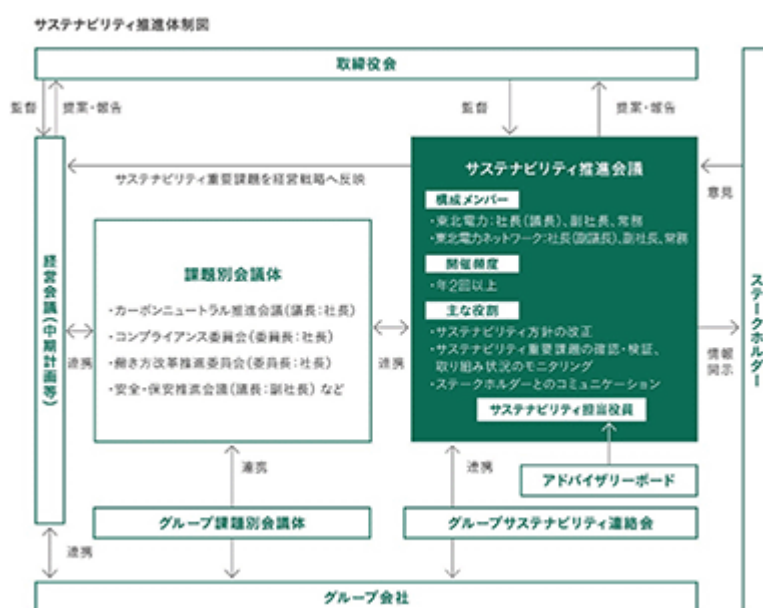 サステナビリティ推進体制図
取締役会
監督
提案・報告
監督
提案・報告
サステナビリティ重要課題を経営戦略へ反映
サステナビリティ推進会議
構成メンバー
・東北電力:社長(議長)、副社長、常務
・東北電力ネットワーク:社長(副議長)、副社長、常務
開催頻度
・年2回以上
主な役割
・サステナビリティ方針の改正
・サステナビリティ重要課題の確認・検証、
取り組み状況のモニタリング
・ステークホルダーとのコミュニケーション
サステナビリティ担当役員
意見
情報
開示
ステークホルダー
経営会議(中期計画等)
連携
課題別会議体
・カーボンニュートラル推進会議(議長:社長)
・コンプライアンス委員会(委員長:社長)
・働き方改革推進委員会(委員長:社長)
・安全・保安推進会議(議長:副社長) など
連携
連携
連携
アドバイザリーボード
グループ課題別会議体
グループサステナビリティ連絡会
連携
グループ会社